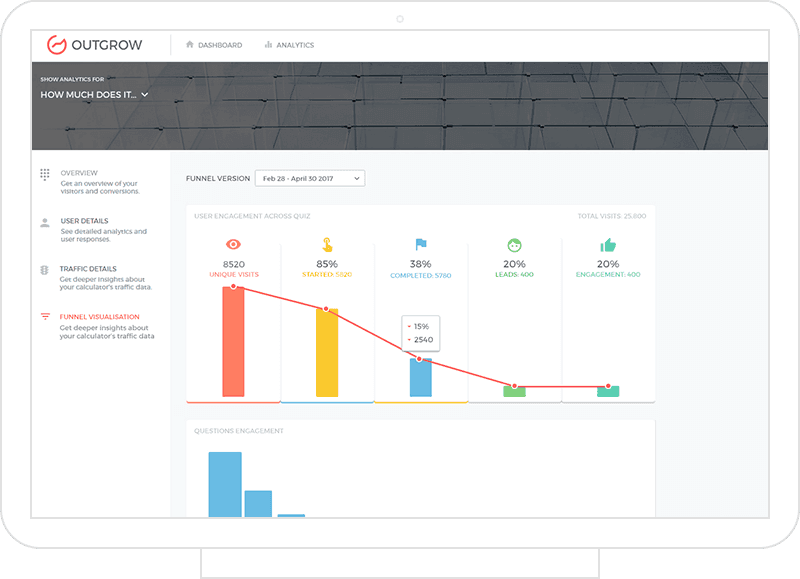 OUTGROW
DASHBOARD
ANALYTICS
SHOW ANALYTICS FOR
HOW MUCH DOES IT...
OVERVIEW
Get an overview of your
visitors and conversions.
USER DETAILS
See detailed analytics and
user responses.
TRAFFIC DETAILS
Get deeper insights about
your calculator's traffic data.
FUNNEL VISUALISATION
Get deeper insights about
your calculator's traffic data
FUNNEL VERSION
Feb 28 - April 30 2017
USER ENGAGEMENT ACROSS QUIZ
TOTAL VISITS: 25,800
8520
UNIQUE VISITS
85%
STARTED: 5520
38%
COMPLETED: 5780
20%
LEADS: 400
20%
ENGAGEMENT: 400
- 15%
- 2540
QUESTIONS ENGAGEMENT